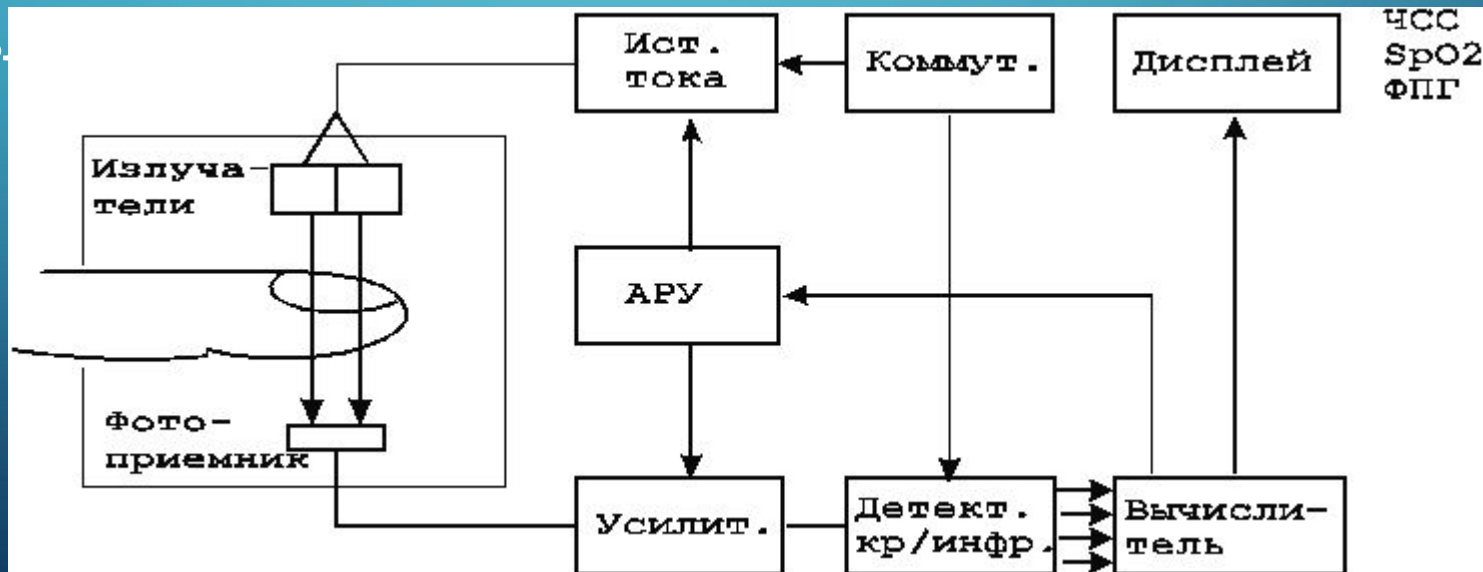 Ист.
тока
Коммут.
Дисплей
ЧСС
SpO2
ФПГ
Излуча-
тели
АРУ
Фото-
приемник
Усилит.
Детект.
кр/инфр.
Вычисли-
тель